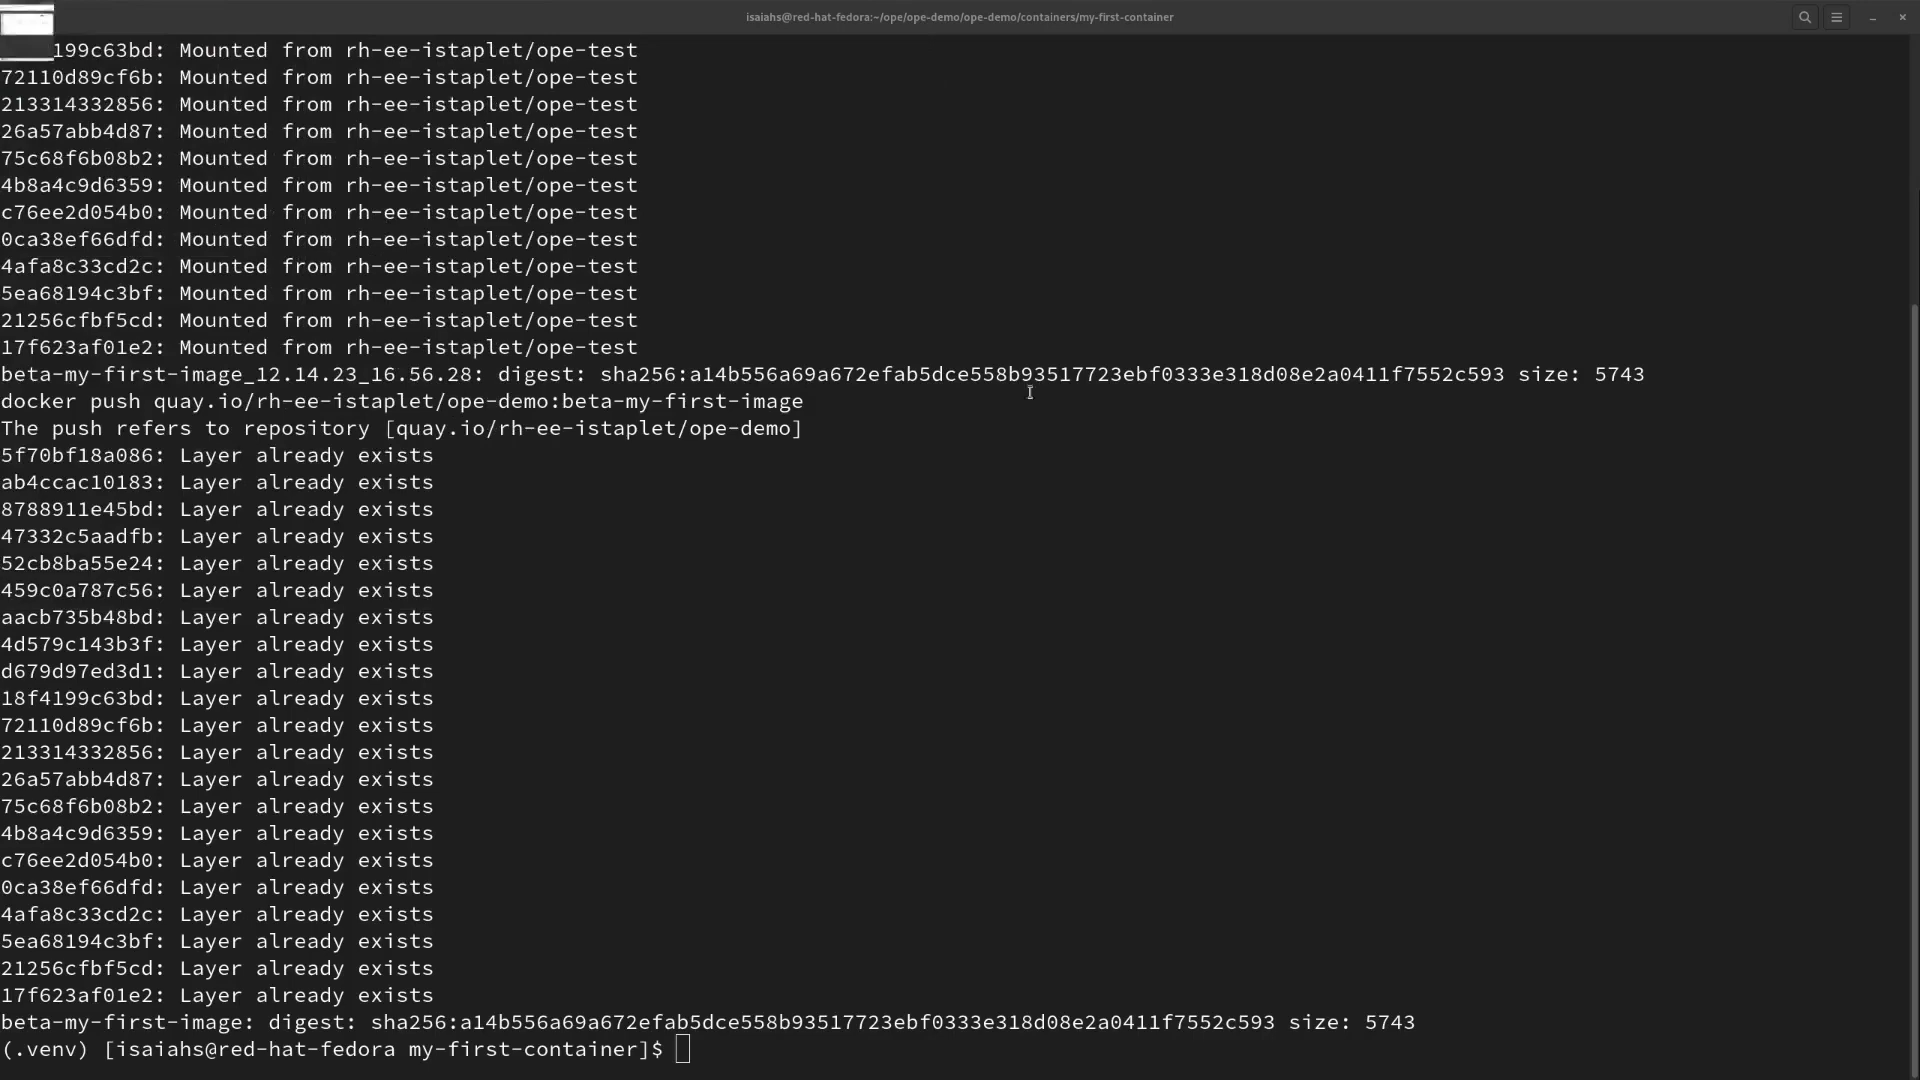 isaiahs@red-hat-fedora:~/ope/ope-demo/ope-demo/containers/my-first-container
199c63bd: Mounted from rh-ee-istaplet/ope-test
72110d89cf6b: Mounted from rh-ee-istaplet/ope-test
213314332856: Mounted from rh-ee-istaplet/ope-test
26a57abb4d87: Mounted from rh-ee-istaplet/ope-test
75c68f6b08b2: Mounted from rh-ee-istaplet/ope-test
4b8a4c9d6359: Mounted from rh-ee-istaplet/ope-test
c76ee2d054b0: Mounted from rh-ee-istaplet/ope-test
0ca38ef66dfd: Mounted from rh-ee-istaplet/ope-test
4afa8c33cd2c: Mounted from rh-ee-istaplet/ope-test
5ea68194c3bf: Mounted from rh-ee-istaplet/ope-test
21256cfbf5cd: Mounted from rh-ee-istaplet/ope-test
17f623af01e2: Mounted from rh-ee-istaplet/ope-test
beta-my-first-image_12.14.23_16.56.28: digest: sha256:a14b556a69a672efab5dce558b93517723ebf0333e318d08e2a0411f7552c593 size: 5743
docker push quay.io/rh-ee-istaplet/ope-demo:beta-my-first-image
The push refers to repository [quay.io/rh-ee-istaplet/ope-demo]
5f70bf18a086: Layer already exists
ab4ccac10183: Layer already exists
8788911e45bd: Layer already exists
47332c5aadfb: Layer already exists
52cb8ba55e24: Layer already exists
459c0a787c56: Layer already exists
aacb735b48bd: Layer already exists
4d579c143b3f: Layer already exists
d679d97ed3d1: Layer already exists
18f4199c63bd: Layer already exists
72110d89cf6b: Layer already exists
213314332856: Layer already exists
26a57abb4d87: Layer already exists
75c68f6b08b2: Layer already exists
4b8a4c9d6359: Layer already exists
c76ee2d054b0: Layer already exists
0ca38ef66dfd: Layer already exists
4afa8c33cd2c: Layer already exists
5ea68194c3bf: Layer already exists
21256cfbf5cd: Layer already exists
17f623af01e2: Layer already exists
beta-my-first-image: digest: sha256:a14b556a69a672efab5dce558b93517723ebf0333e318d08e2a0411f7552c593 size: 5743
(.venv) [isaiahs@red-hat-fedora my-first-container]$